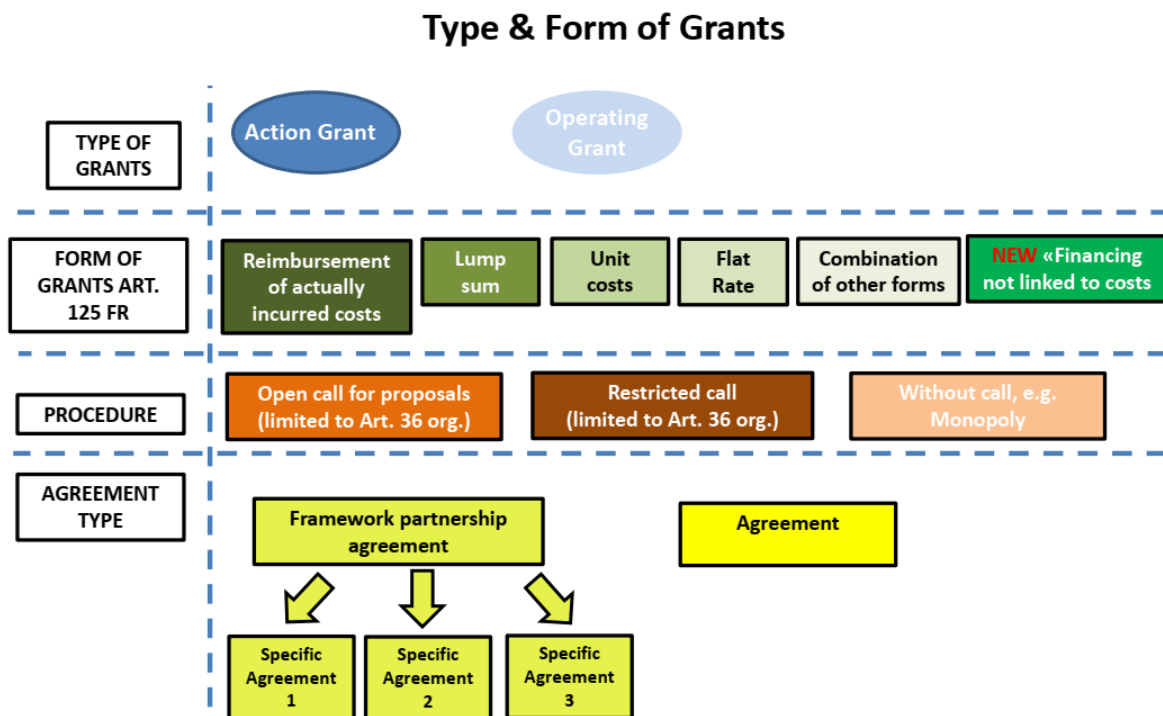 Type & Form of Grants
TYPE OF
GRANTS
Action Grant
Operating
Grant
FORM OF
GRANTS ART.
125 FR
Reimbursement
of actually
incurred costs
Lump
sum
Unit
costs
Flat
Rate
Combination
of other forms
NEW «Financing
not linked to costs
PROCEDURE
Open call for proposals
(limited to Art. 36 org.)
Restricted call
(limited to Art. 36 org.)
Without call, e.g.
Monopoly
AGREEMENT
TYPE
Framework partnership
agreement
Agreement
Specific
Agreement
1
Specific
Agreement
2
Specific
Agreement
3